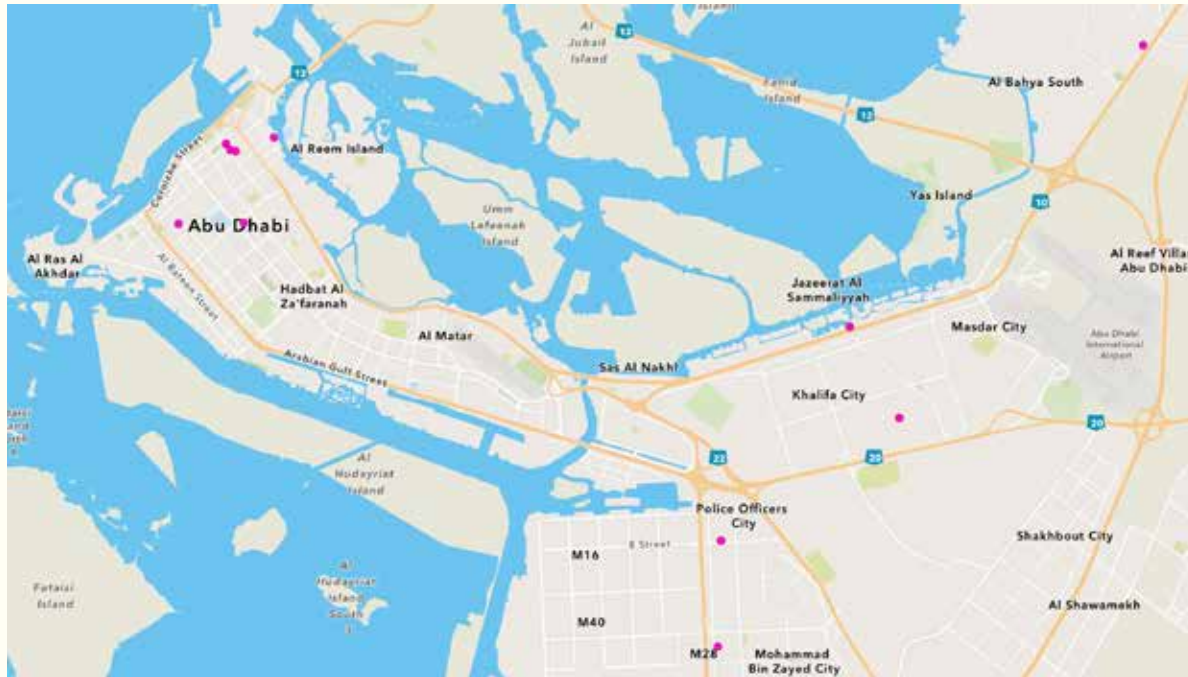 Al
Jubail
Island
12
12
Fahid
Island
12
Al Bahya South
Corniche Street
Al Reem Island
Yas Island
10
Umm
Lafeenah
Island
Abu Dhabi
Al Ras Al
Akhdar
Al Bateen Street
Al Reef Villa
Abu Dhabi
Hadbat Al
Za'faranah
Jazeerat Al
Sammaliyyah
Al Matar
Masdar City
Abu Dhabi
International
Airport
Arabian Gulf Street
Sas Al Nakhl
Khalifa City
20
20
22
Al
Hudayriat
Island
Police Officers
City
8 Street
M16
Shakhbout City
Al
Hudayriat
Island
South
Futaisi
Island
Al Shawamekh
M40
M28
Mohammad
Bin Zayed City